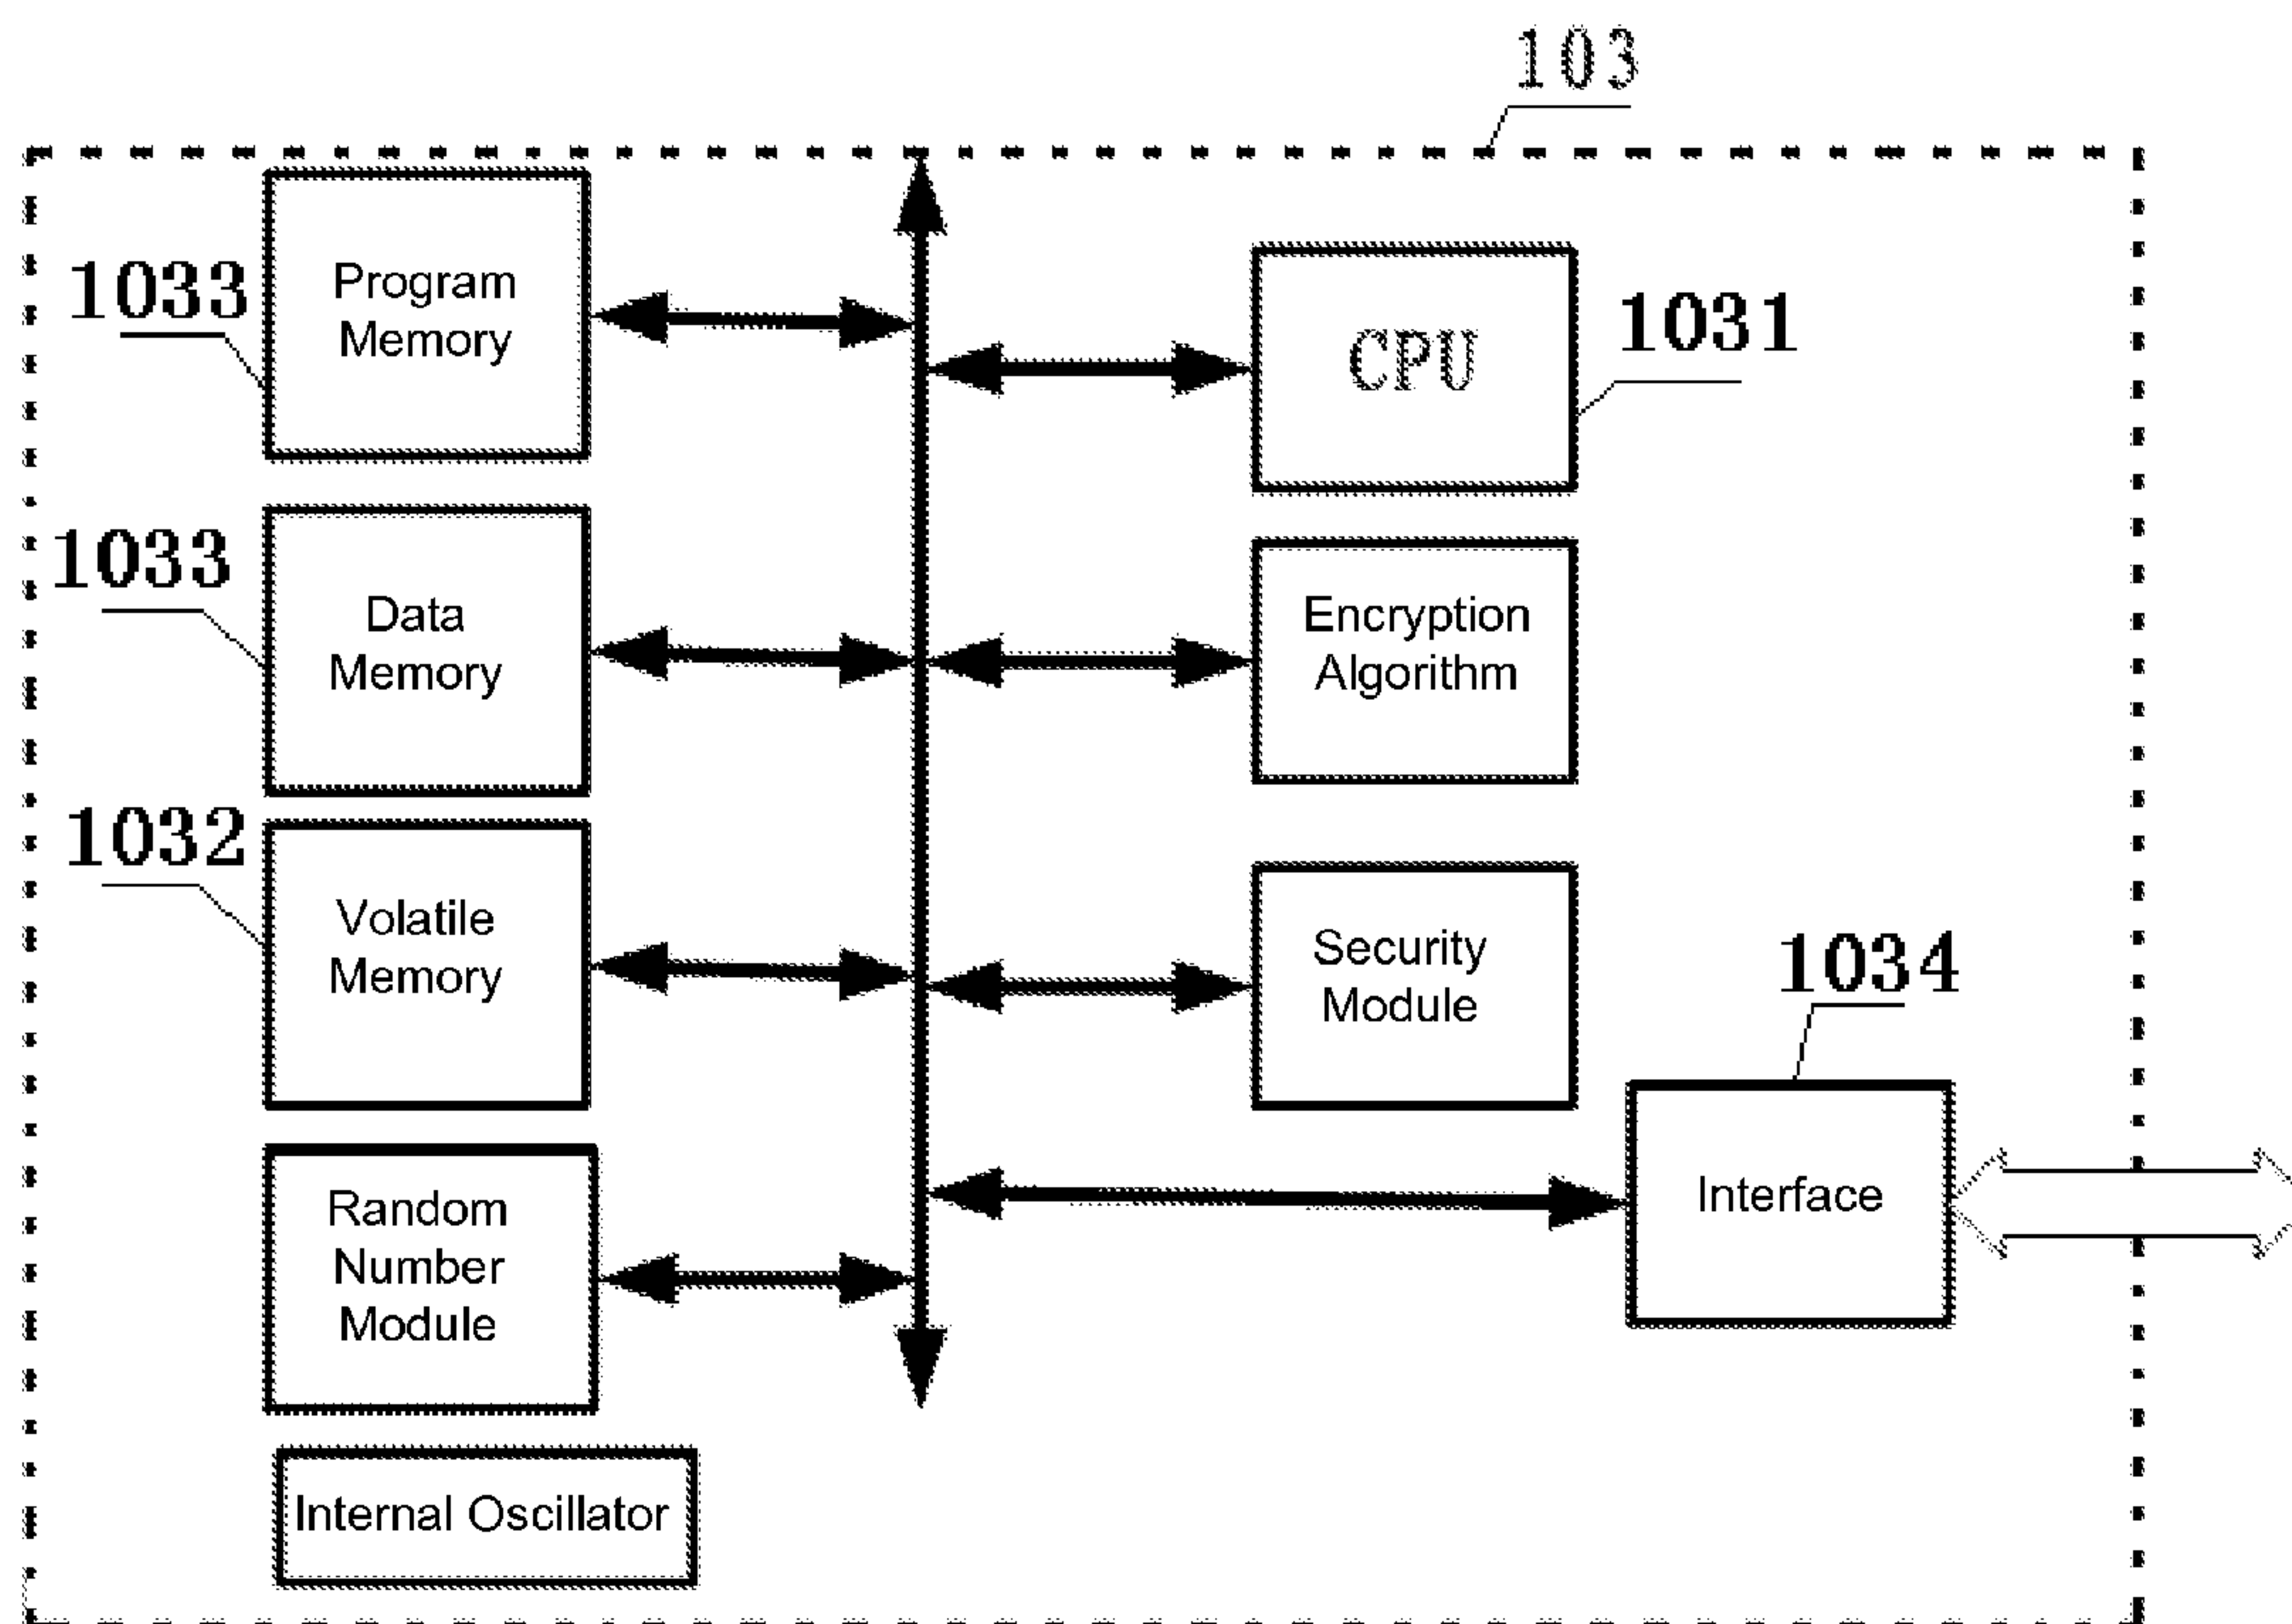 103
1033
Program
Memory
CPU
1031
1033
Data
Memory
Encryption
Algorithm
1032
Volatile
Memory
Security
Module
1034
Random
Number
Module
Interface
Internal Oscillator